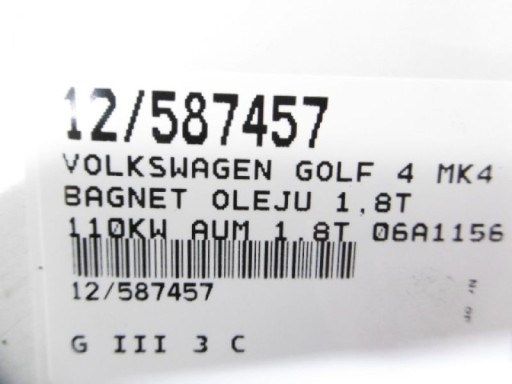 12/587457
VOLKSWAGEN GOLF 4 MK4
BAGNET OLEJU 1,8T
110KW AUM 1.8T 06A1156
12/587457
G III 3 C